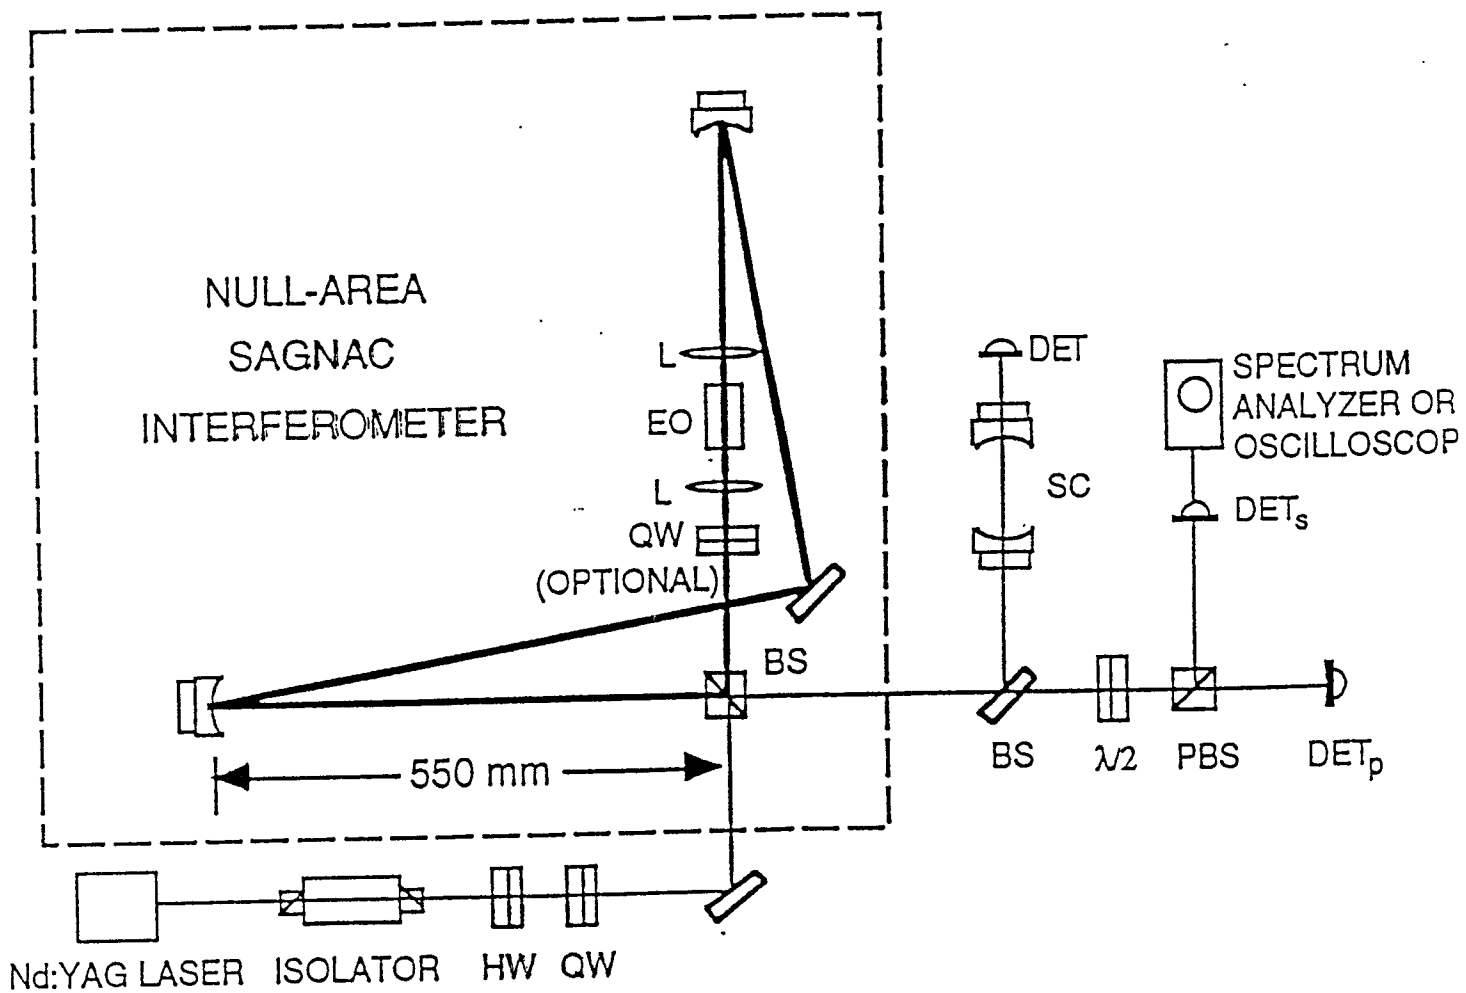 NULL-AREA
SAGNAC
INTERFEROMETER
L
EO
L
QW
(OPTIONAL)
BS
550 mm
DET
SC
SPECTRUM
ANALYZER OR
OSCILLOSCOP
DETs
BS
λ/2
PBS
DETp
Nd:YAG LASER
ISOLATOR
HW
QW